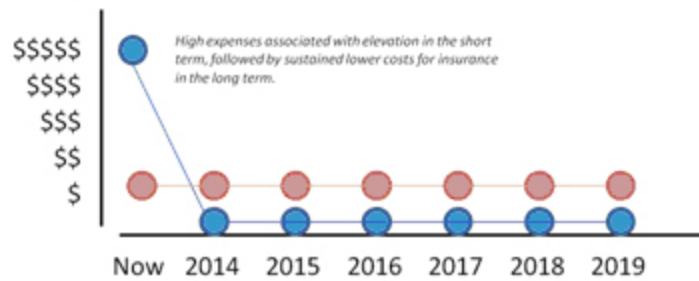 $$$$$
High expenses associated with elevation in the short
term, followed by sustained lower costs for insurance
in the long term.
$$$$
$$$
$$
$
Now 2014 2015 2016 2017 2018 2019